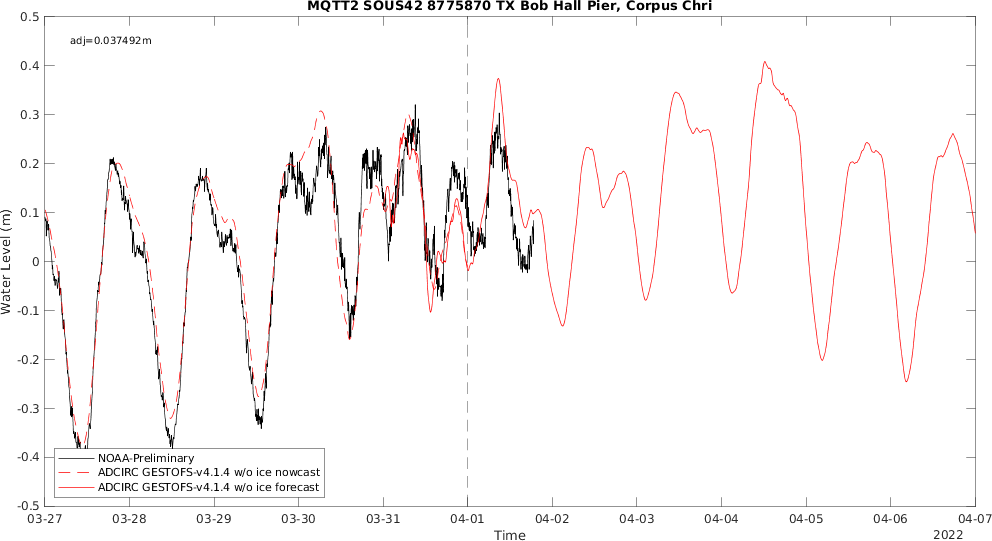 MQTT2 SOUS42 8775870 TX Bob Hall Pier, Corpus Chri
adj=0.037492m
0.5
0.4
0.3
0.2
0.1
0
-0.1
-0.2
-0.3
-0.4
-0.5
Water Level (m)
NOAA-Preliminary
ADCIRC GESTOFS-v4.1.4 w/o ice nowcast
ADCIRC GESTOFS-v4.1.4 w/o ice forecast
03-27 03-28 03-29 03-30 03-31 04-01 04-02 04-03 04-04 04-05 04-06 04-07
Time
2022